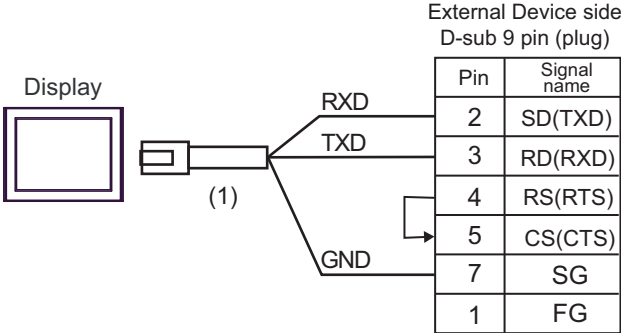 External Device side
D-sub 9 pin (plug)
Display
Pin
Signal
name
RXD
2
SD(TXD)
TXD
3
RD(RXD)
(1)
4
RS(RTS)
5
CS(CTS)
GND
7
SG
1
FG